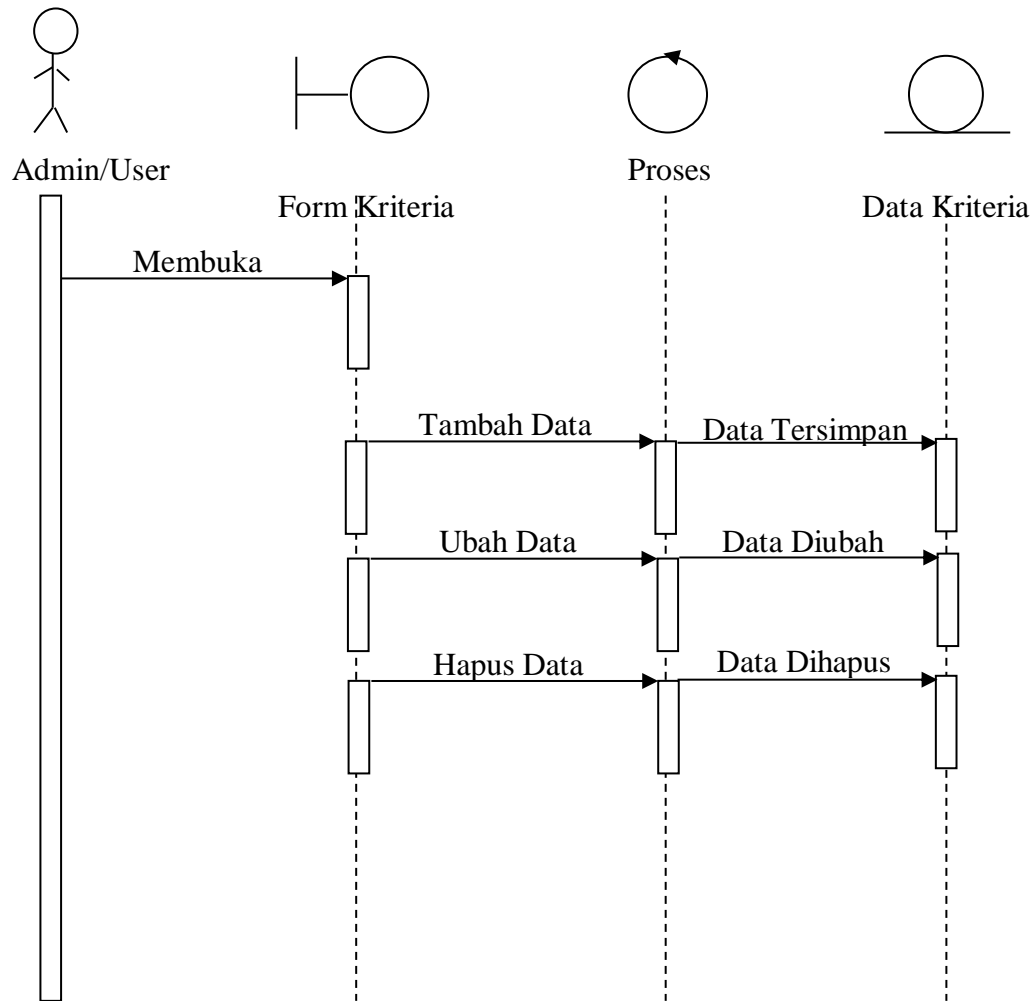 Admin/User
Proses
Form Kriteria
Data Kriteria
Membuka
Tambah Data
Data Tersimpan
Ubah Data
Data Diubah
Hapus Data
Data Dihapus